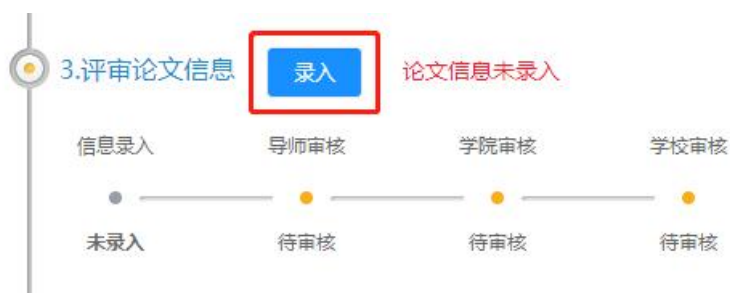 3.评审论文信息 录入 论文信息未录入
信息录入 导师审核 学院审核 学校审核
未录入 待审核 待审核 待审核